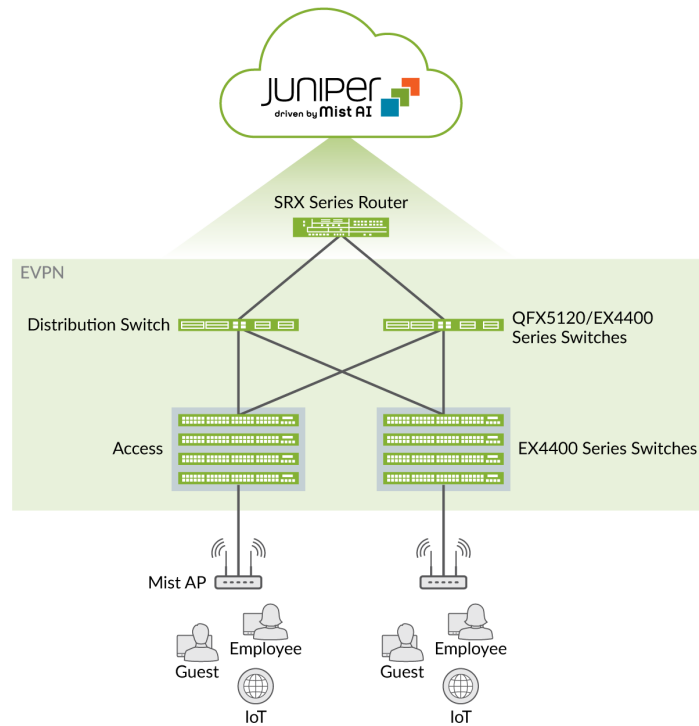 JUNIPer
driven by Mist AI
SRX Series Router
EVPN
Distribution Switch
QFX5120/EX4400
Series Switches
Access
EX4400 Series Switches
Mist AP
Employee
Guest
IoT
Employee
Guest
IoT